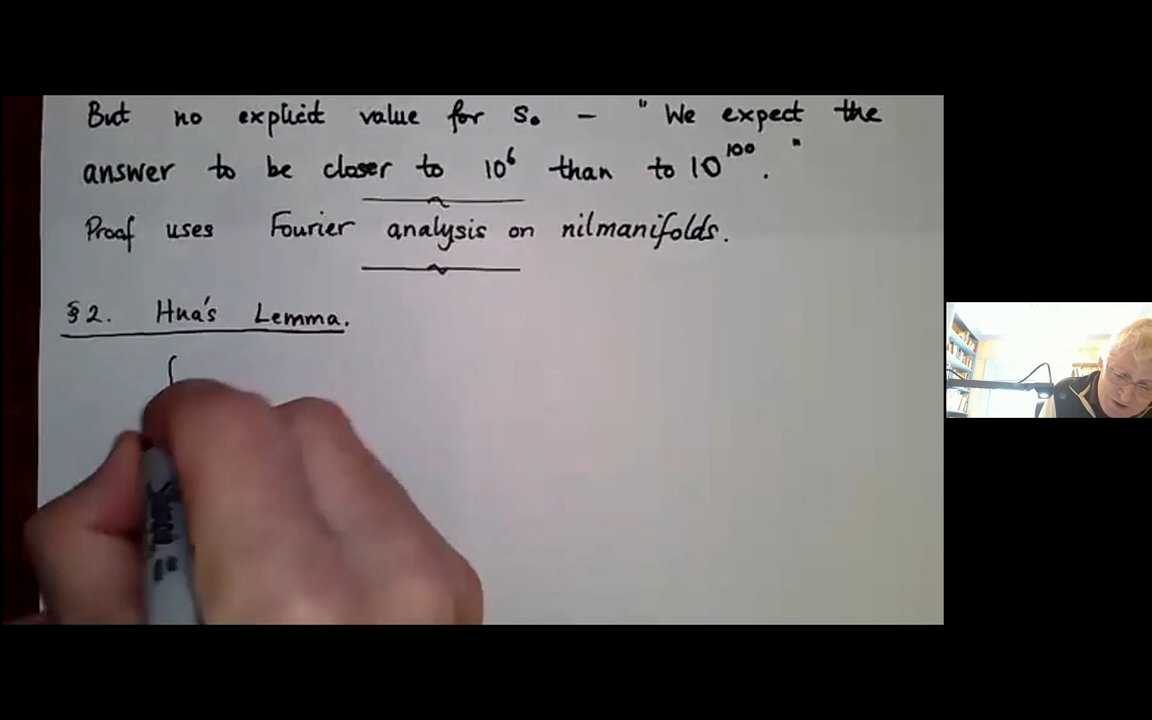 But no explicit value for s₀ – "We expect the
answer to be closer to 10⁶ than to 10¹⁰⁰."
Proof uses Fourier analysis on nilmanifolds.
§2. Hua's Lemma.
∫